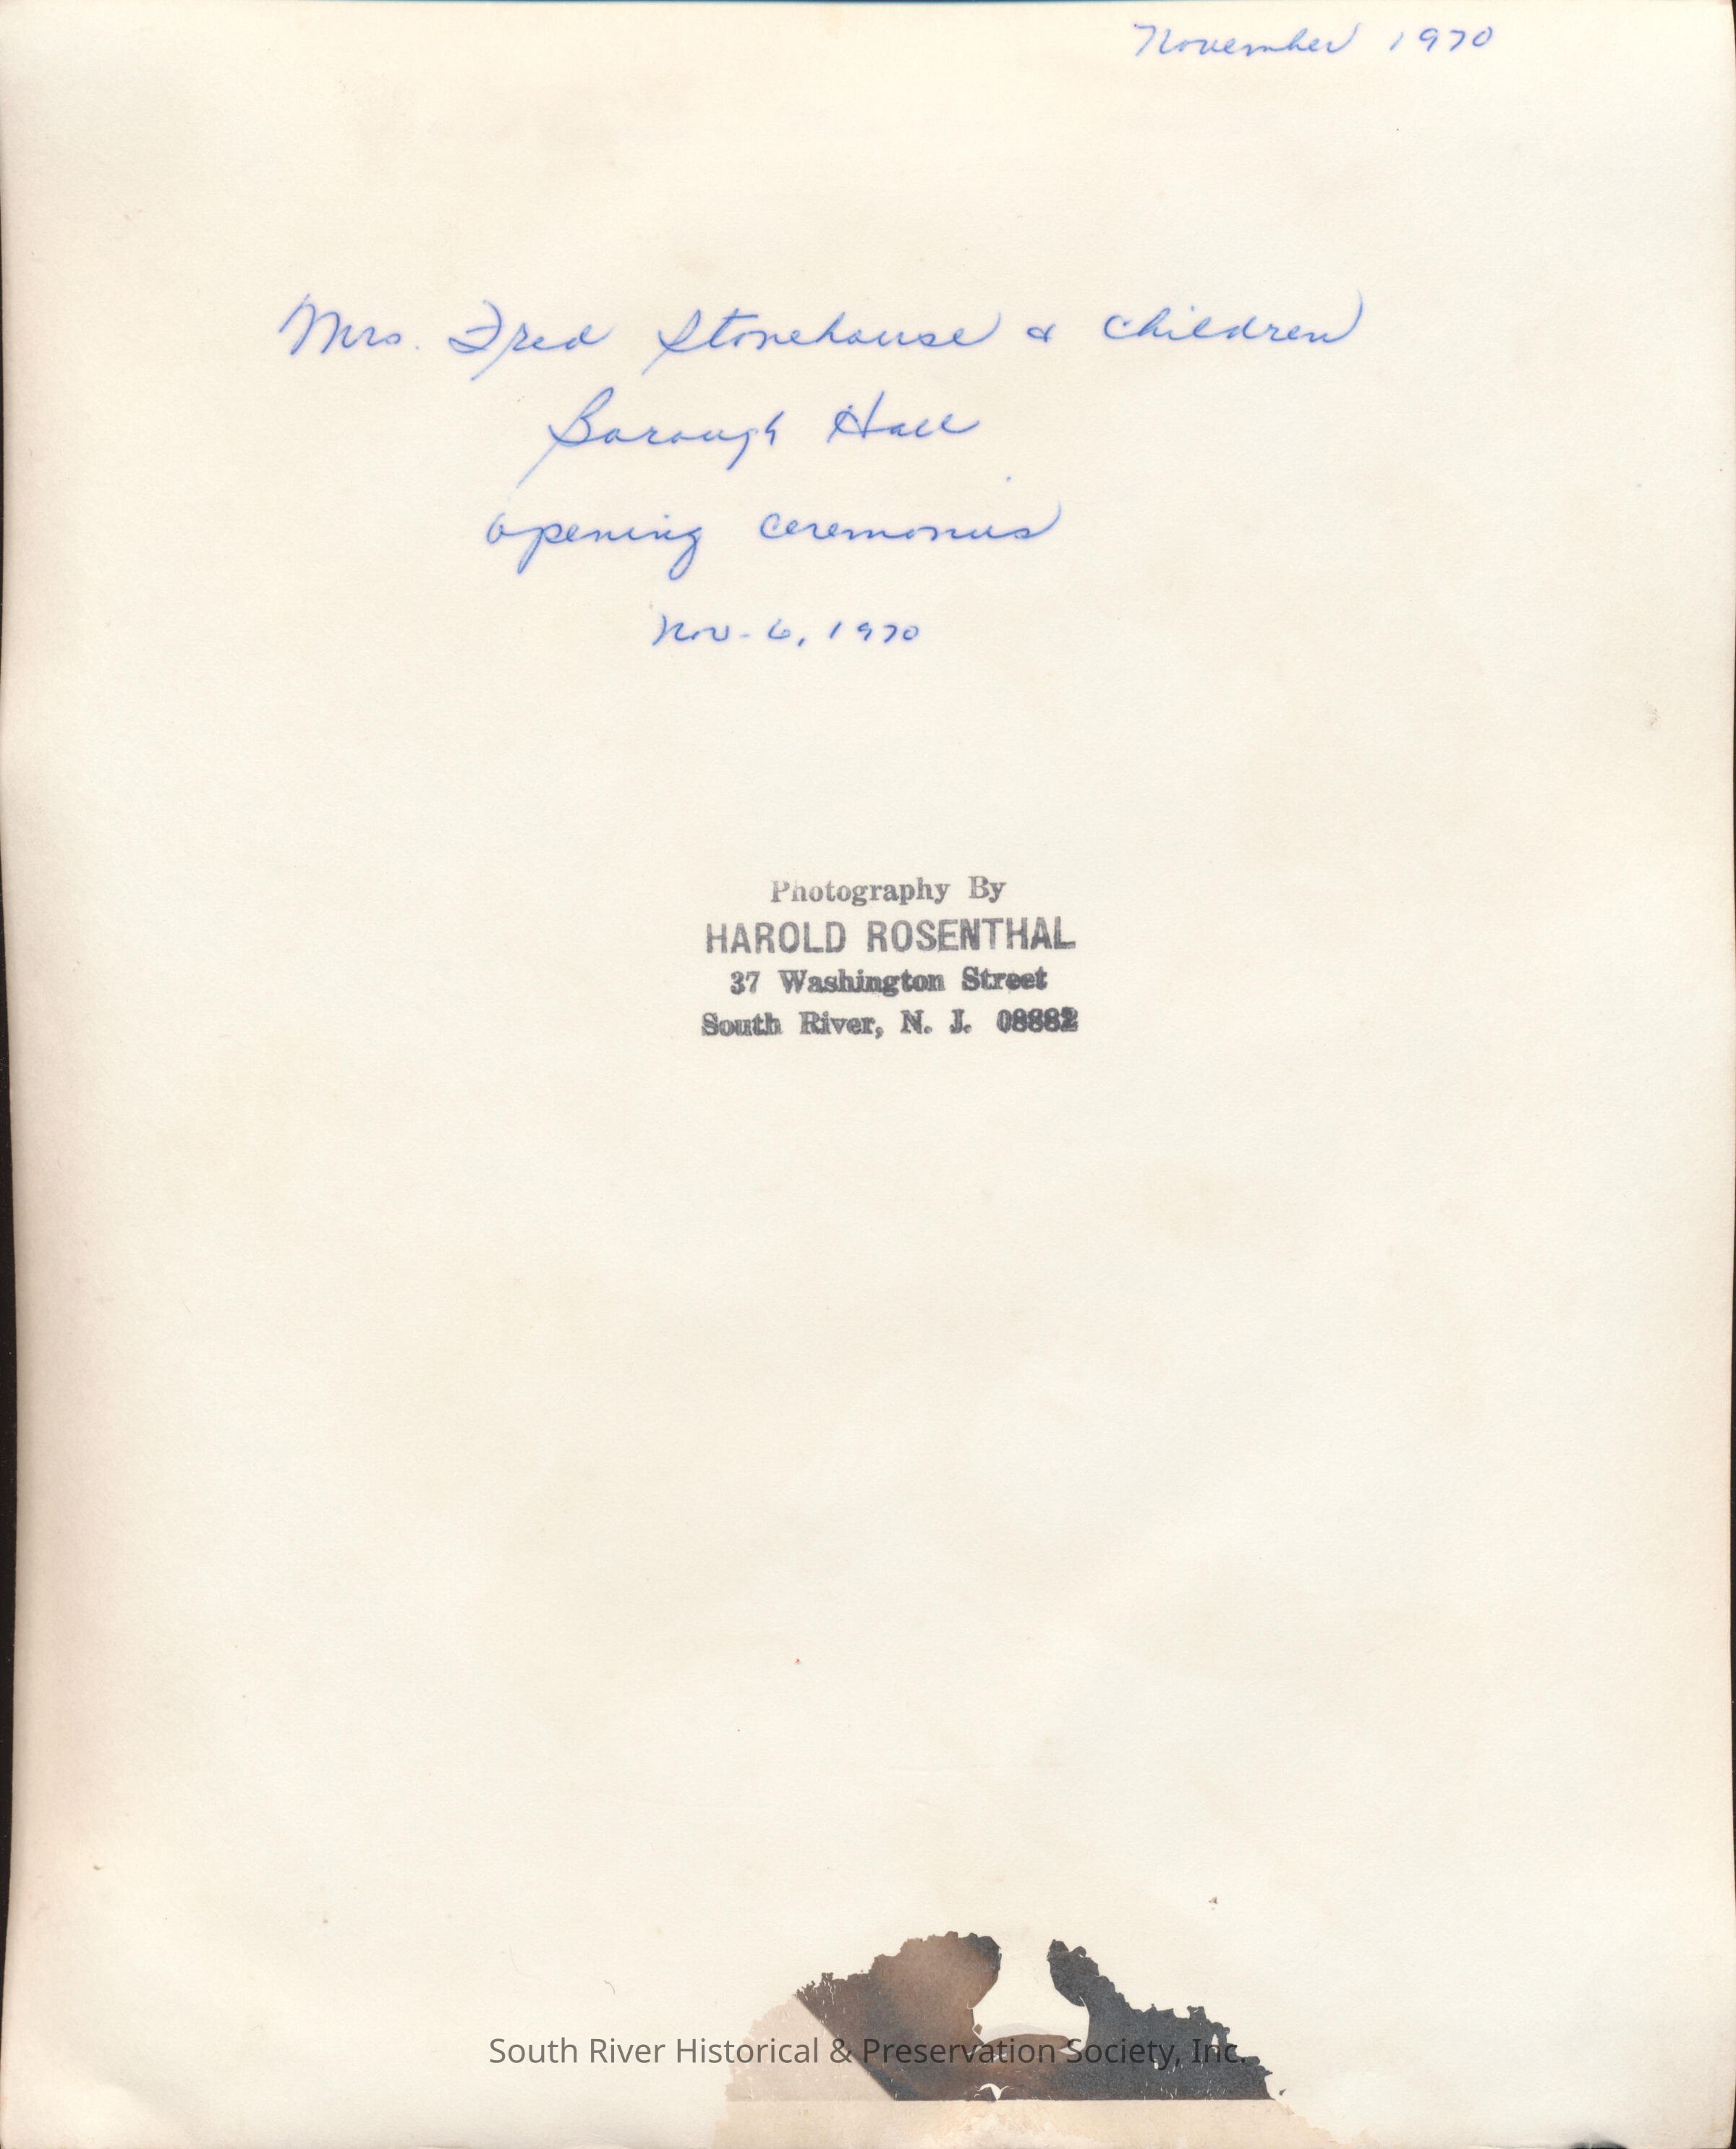 November 1970
Mrs. Fred Stonehouse & Children
Borough Hall
Opening Ceremonies
Nov. 6, 1970
Photography By
HAROLD ROSENTHAL
37 Washington Street
South River, N. J. 08882
South River Historical & Preservation Society, Inc.